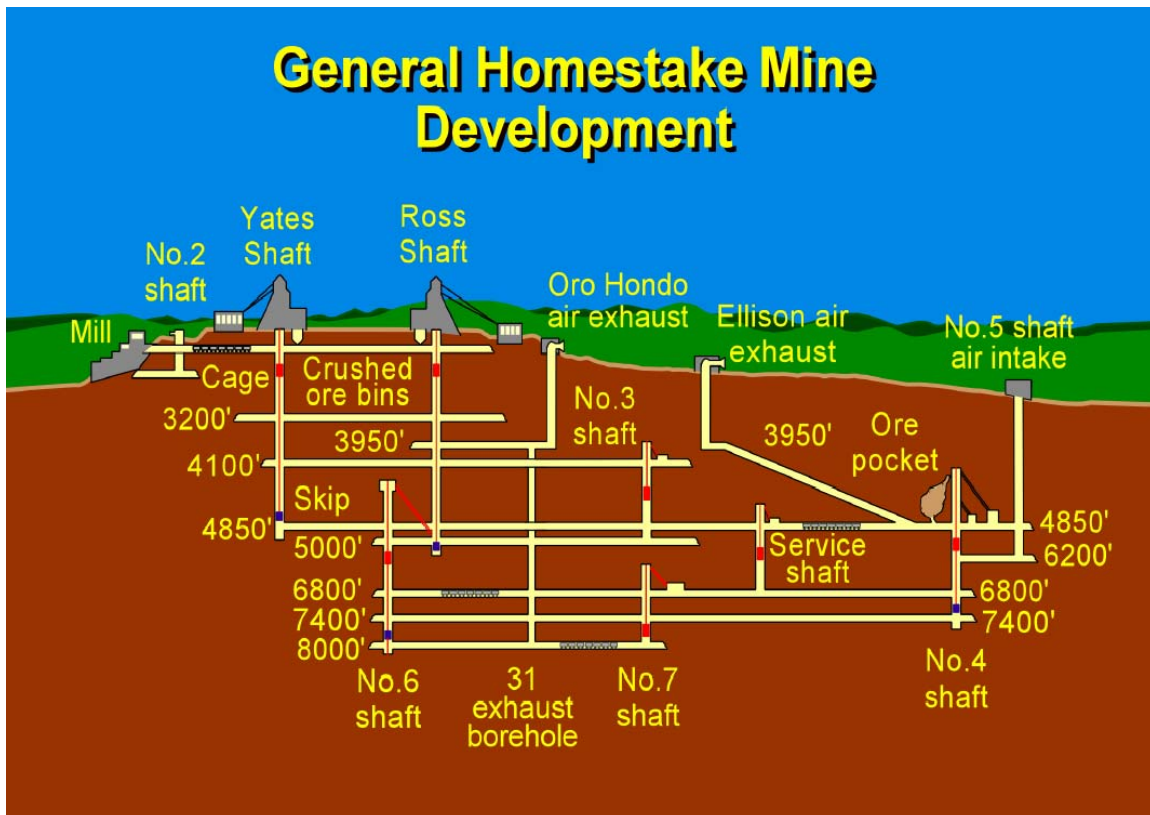 General Homestake Mine
Development
Yates
Shaft
Ross
Shaft
No.2
shaft
Oro Hondo
air exhaust
Ellison air
exhaust
No.5 shaft
air intake
Mill
Cage
Crushed
ore bins
No.3
shaft
3200'
3950'
3950'
Ore
pocket
4100'
Skip
4850'
4850'
5000'
Service
shaft
6200'
6800'
6800'
7400'
7400'
8000'
No.6
shaft
31
exhaust
borehole
No.7
shaft
No.4
shaft